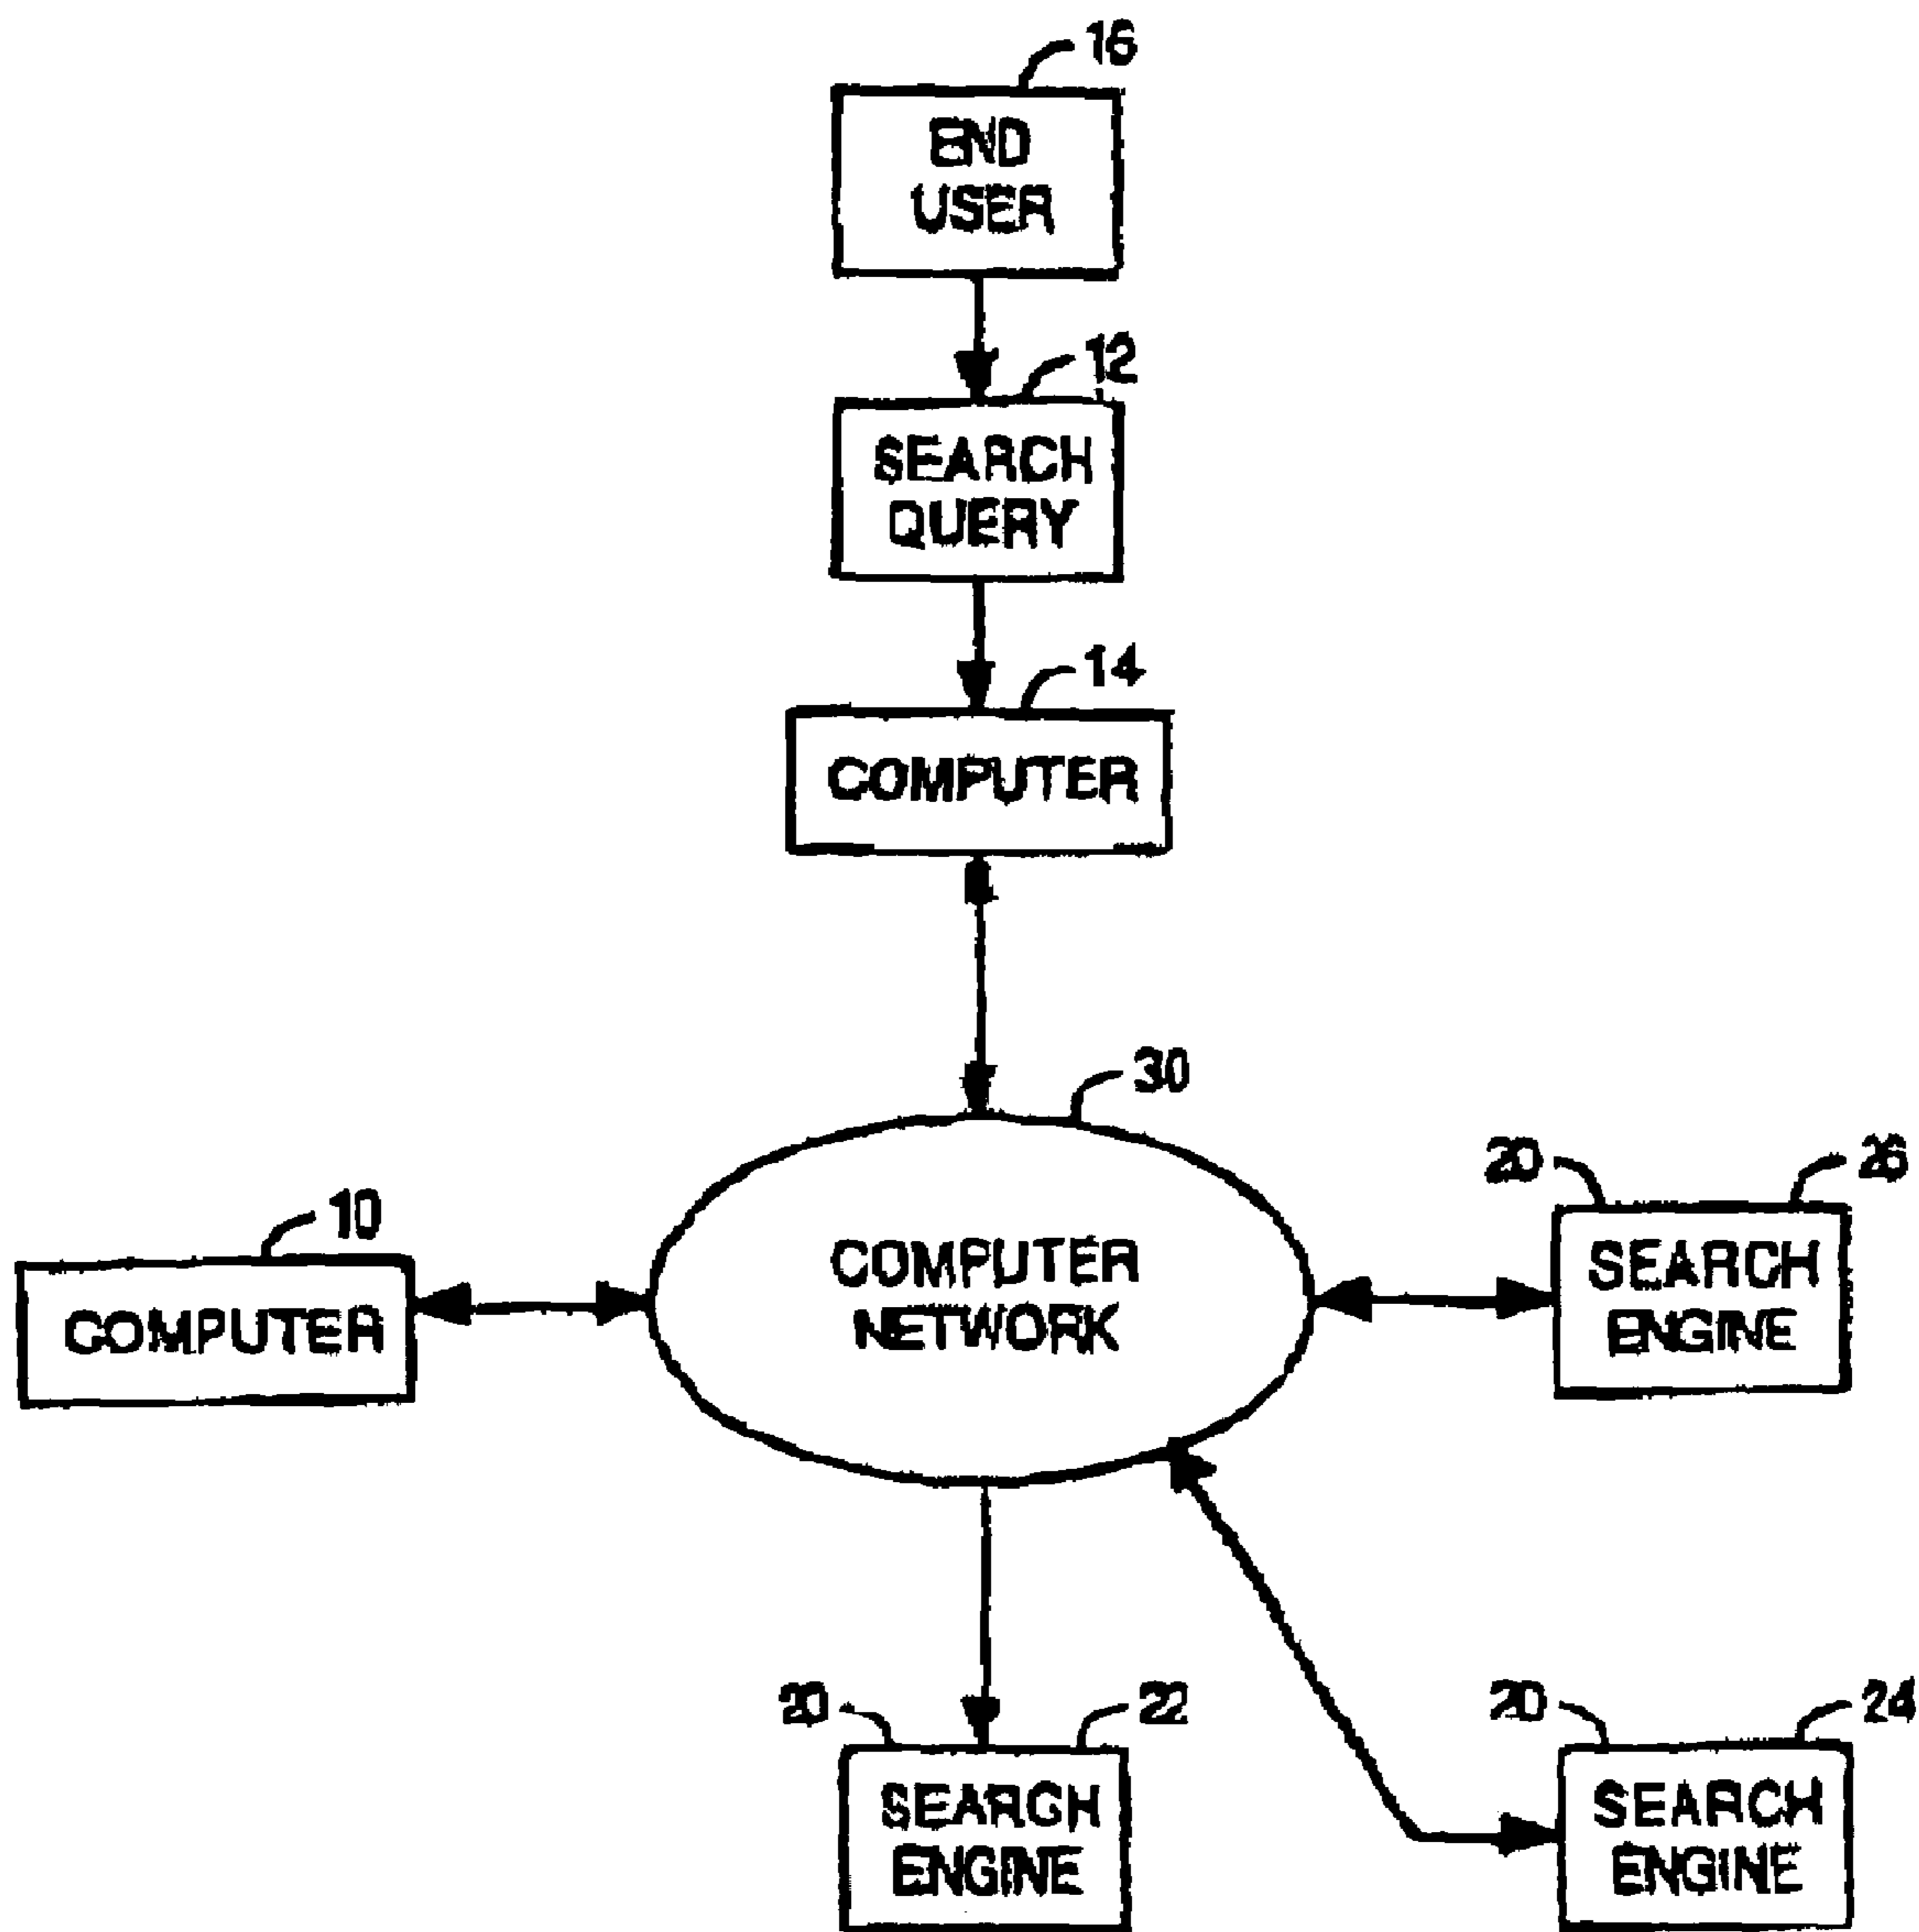 16
END
USER
12
SEARCH
QUERY
14
COMPUTER
30
COMPUTER
NETWORK
10
COMPUTER
20
26
SEARCH
ENGINE
20
22
SEARCH
ENGINE
20
24
SEARCH
ENGINE